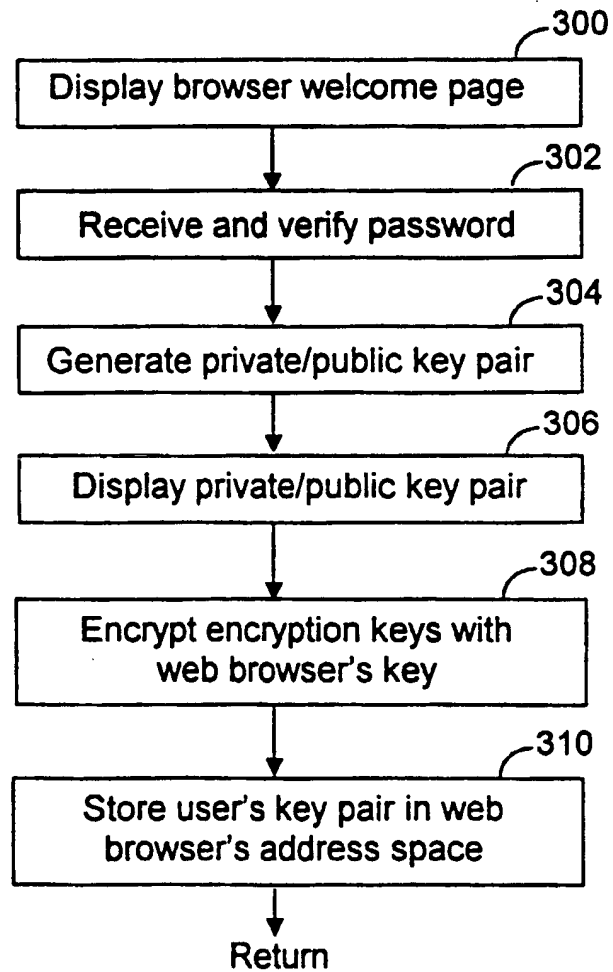 300
Display browser welcome page
302
Receive and verify password
304
Generate private/public key pair
306
Display private/public key pair
308
Encrypt encryption keys with
web browser's key
310
Store user's key pair in web
browser's address space
Return